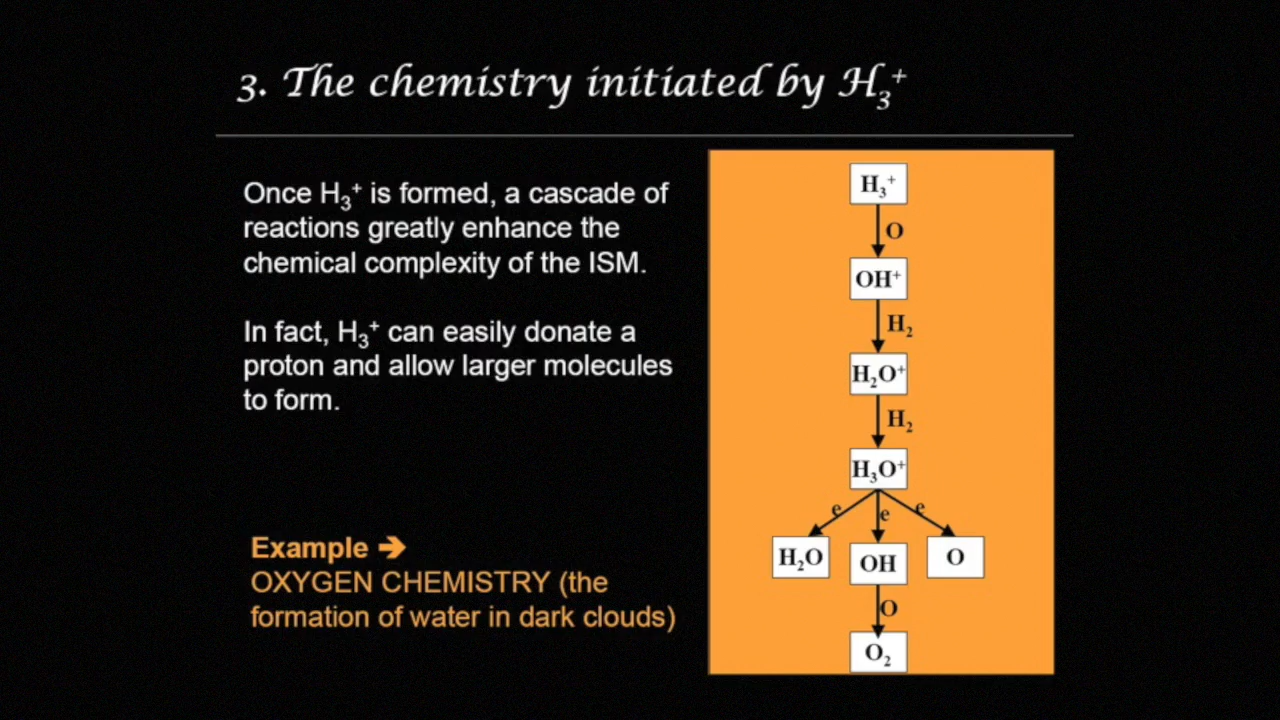 3. The chemistry initiated by H₃⁺
Once H₃⁺ is formed, a cascade of
reactions greatly enhance the
chemical complexity of the ISM.
In fact, H₃⁺ can easily donate a
proton and allow larger molecules
to form.
Example ➔
OXYGEN CHEMISTRY (the
formation of water in dark clouds)
H₃⁺
O
OH⁺
H₂
H₂O⁺
H₂
H₃O⁺
e e e
H₂O OH O
O
O₂